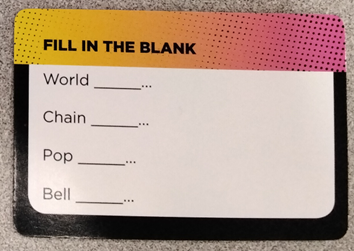 FILL IN THE BLANK
World ______...
Chain ______...
Pop ______...
Bell ______...